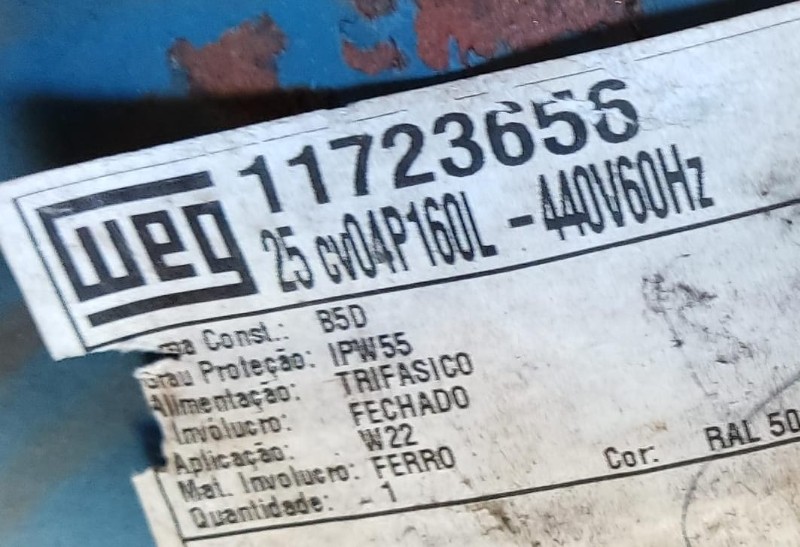 weg 11723656
25 cv04P160L - 440V60Hz
Const.: B5D
Grau Proteção: IPW55
Alimentação: TRIFASICO
Involucro: FECHADO
Aplicação: W22
Mat. Involucro: FERRO Cor: RAL 50
Quantidade: 1